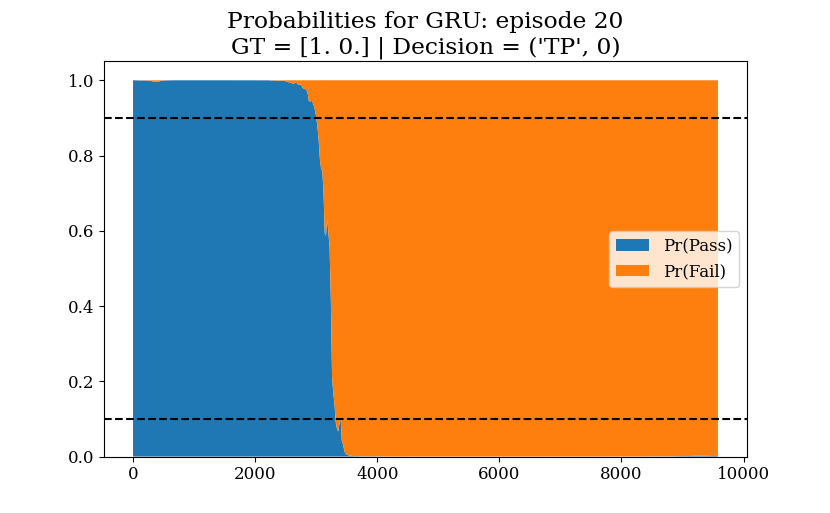 Probabilities for GRU: episode 20
GT = [1. 0.] | Decision = ('TP', 0)
1.0
0.8
0.6
0.4
0.2
0.0
Pr(Pass)
Pr(Fail)
0 2000 4000 6000 8000 10000